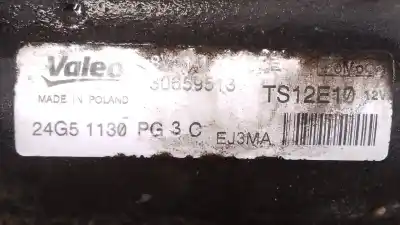 Valeo
30659513
TS12E10 12V
MADE IN POLAND
24G5 1130 PG 3 C
EJ3MA